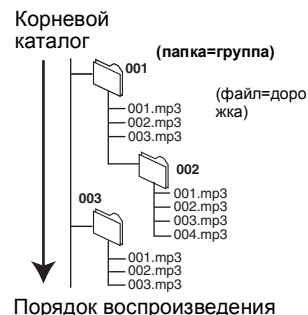 Корневой
каталог
(папка=группа)
001
(файл=доро
жка)
001.mp3
002.mp3
003.mp3
002
001.mp3
002.mp3
003.mp3
004.mp3
003
001.mp3
002.mp3
003.mp3
Порядок воспроизведения